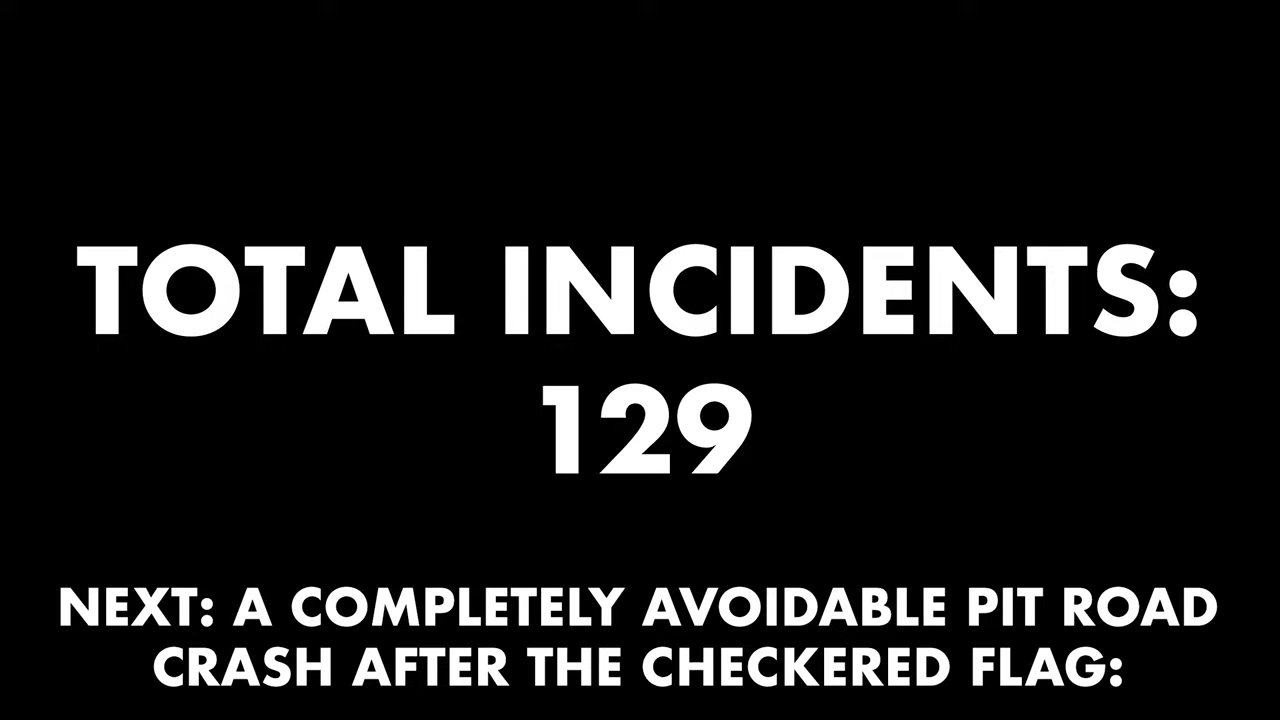 TOTAL INCIDENTS:
129
NEXT: A COMPLETELY AVOIDABLE PIT ROAD
CRASH AFTER THE CHECKERED FLAG: